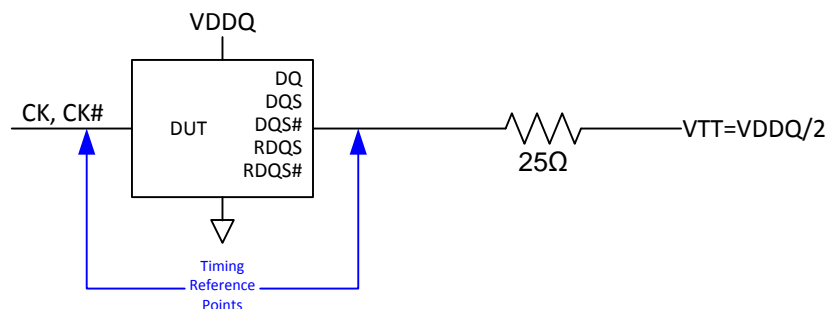 VDDQ
CK, CK#
DUT
DQ
DQS
DQS#
RDQS
RDQS#
25Ω
VTT=VDDQ/2
Timing
Reference
Points